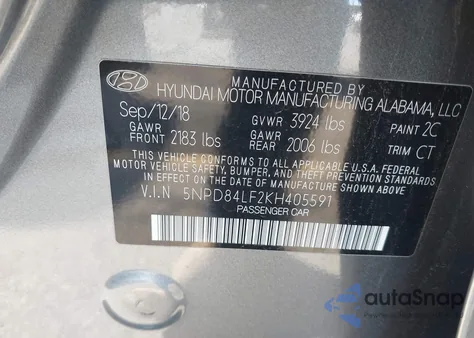 MANUFACTURED BY
HYUNDAI MOTOR MANUFACTURING ALABAMA, LLC
Sep/12/18 GVWR 3924 lbs PAINT 2C
GAWR FRONT 2183 lbs GAWR REAR 2006 lbs TRIM CT
THIS VEHICLE CONFORMS TO ALL APPLICABLE U.S.A. FEDERAL
MOTOR VEHICLE SAFETY, BUMPER, AND THEFT PREVENTION
STANDARDS IN EFFECT ON THE DATE OF MANUFACTURE SHOWN ABOVE.
V.I.N 5NPD84LF2KH405591
PASSENGER CAR
autoSnap